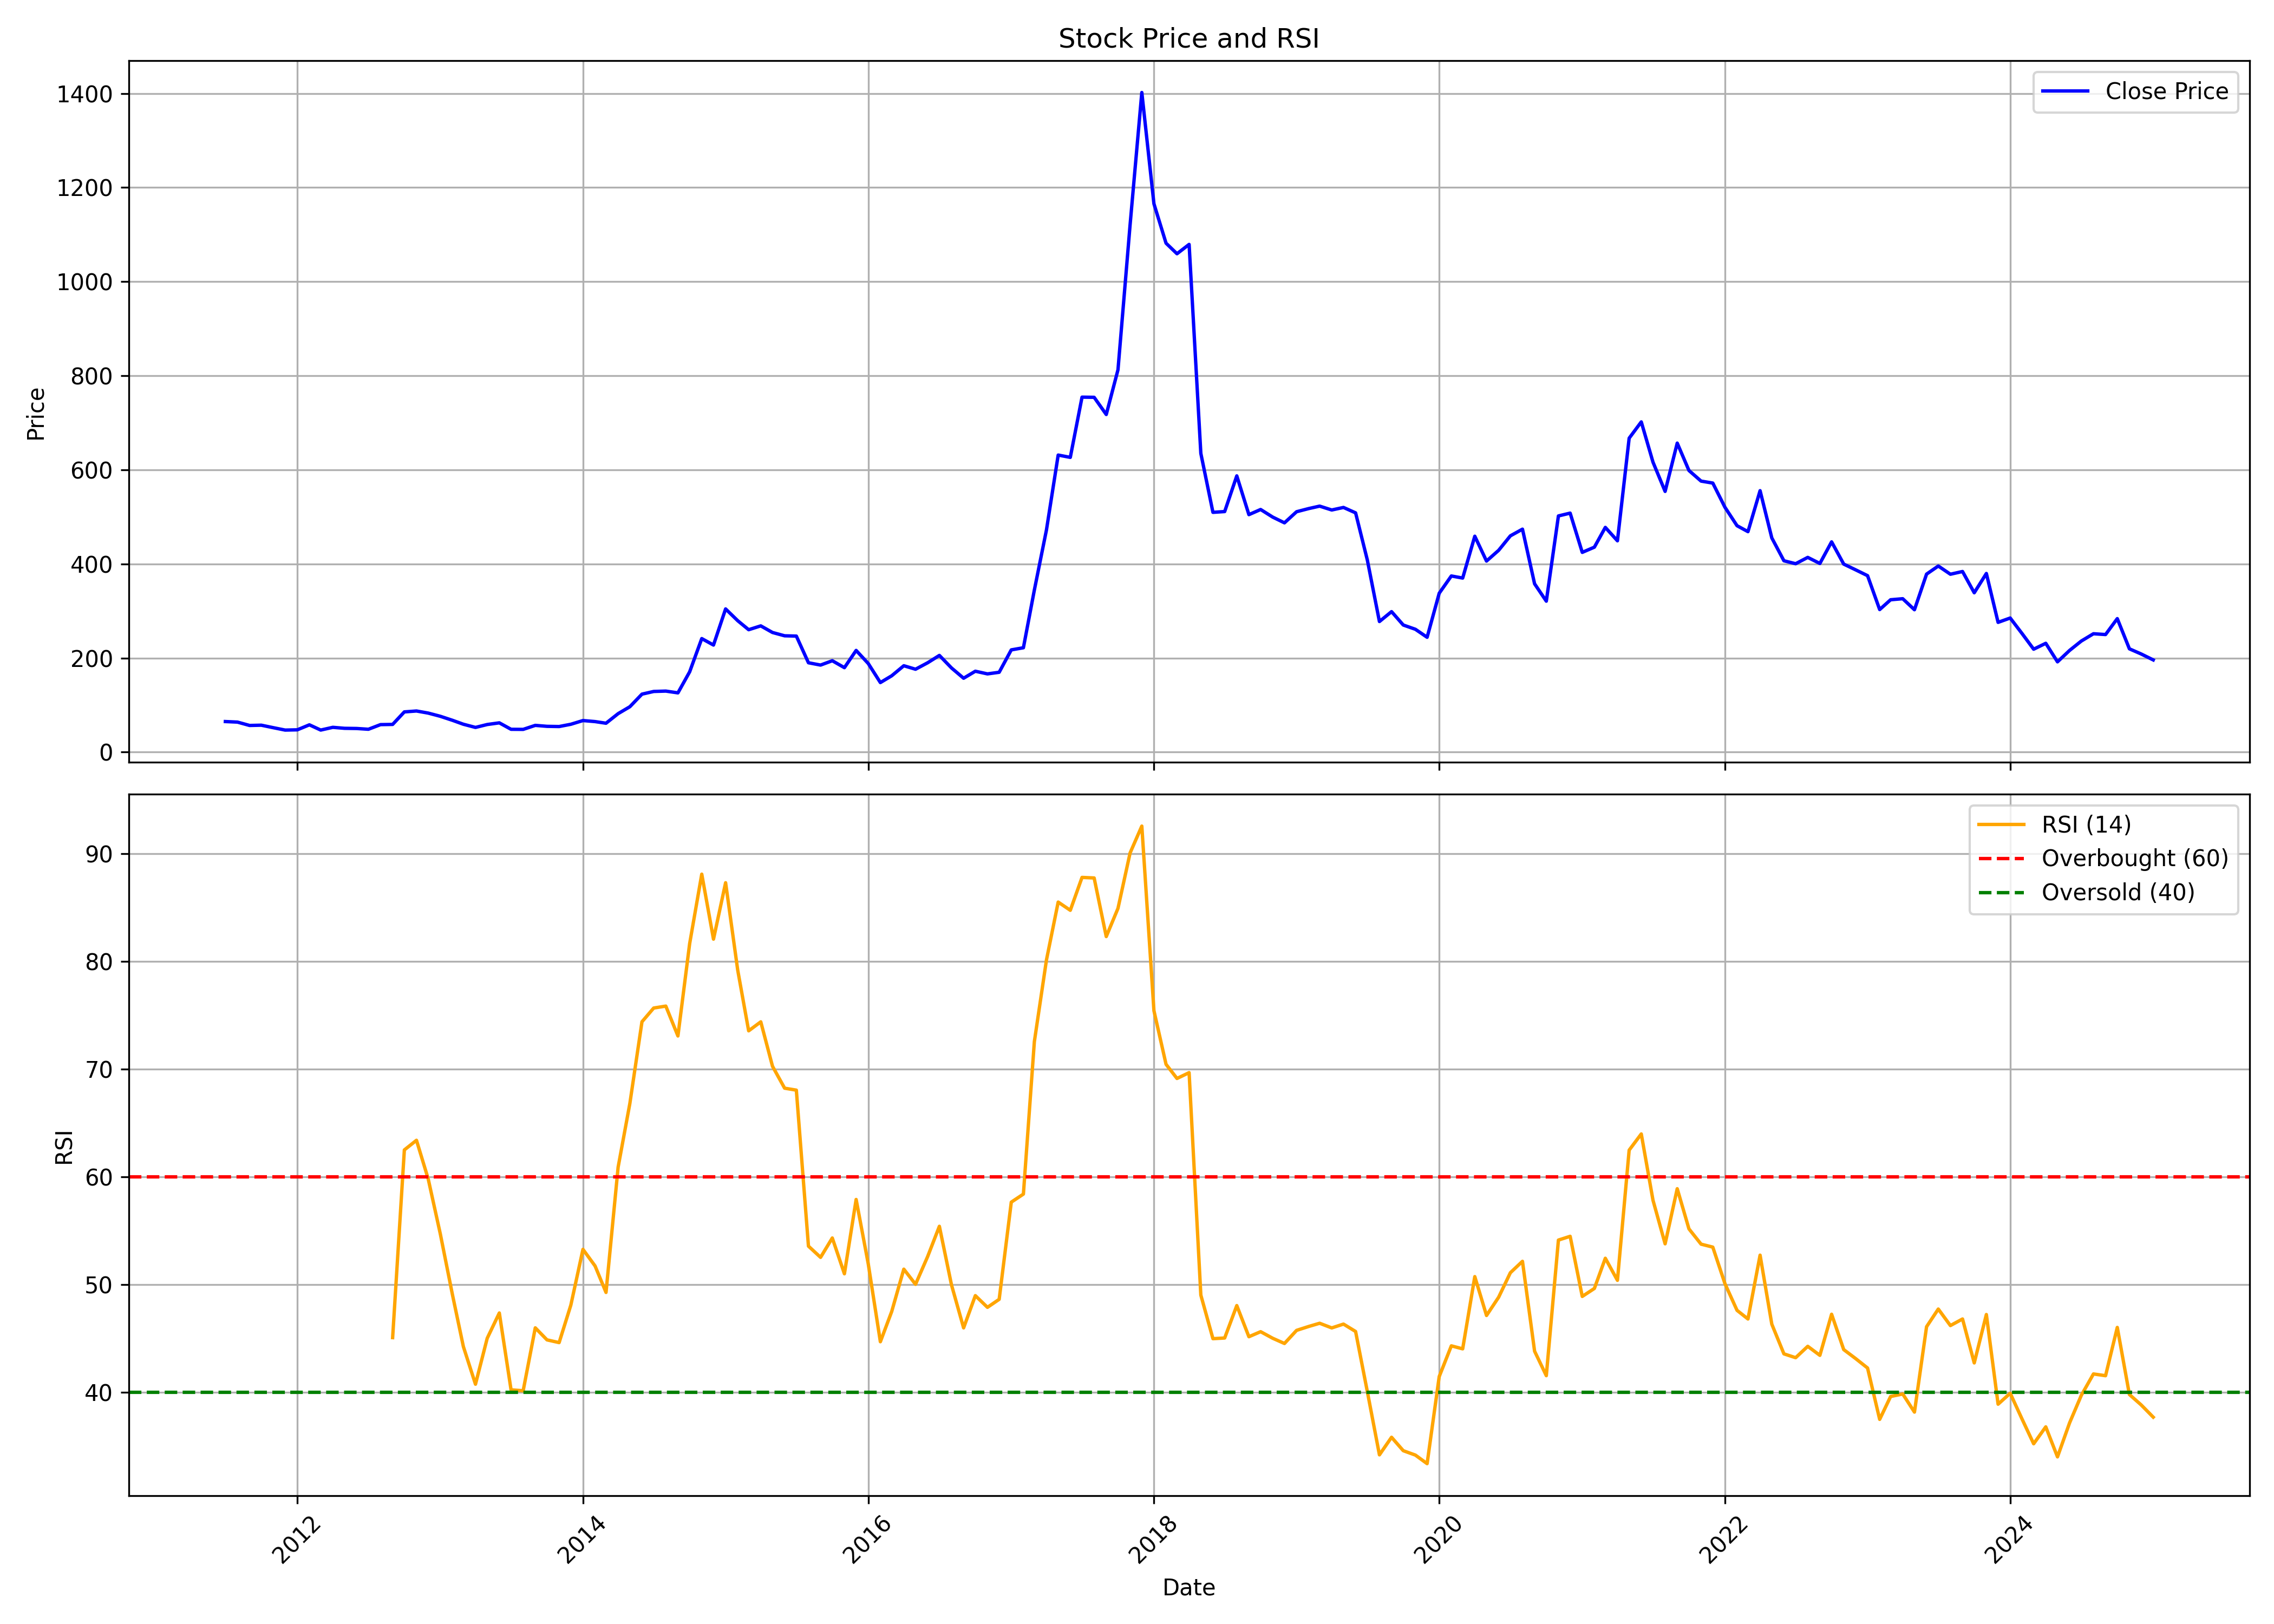 Stock Price and RSI
Close Price
1400
1200
1000
800
600
400
200
0
Price
RSI (14)
Overbought (60)
Oversold (40)
90
80
70
60
50
40
RSI
2012
2014
2016
2018
2020
2022
2024
Date